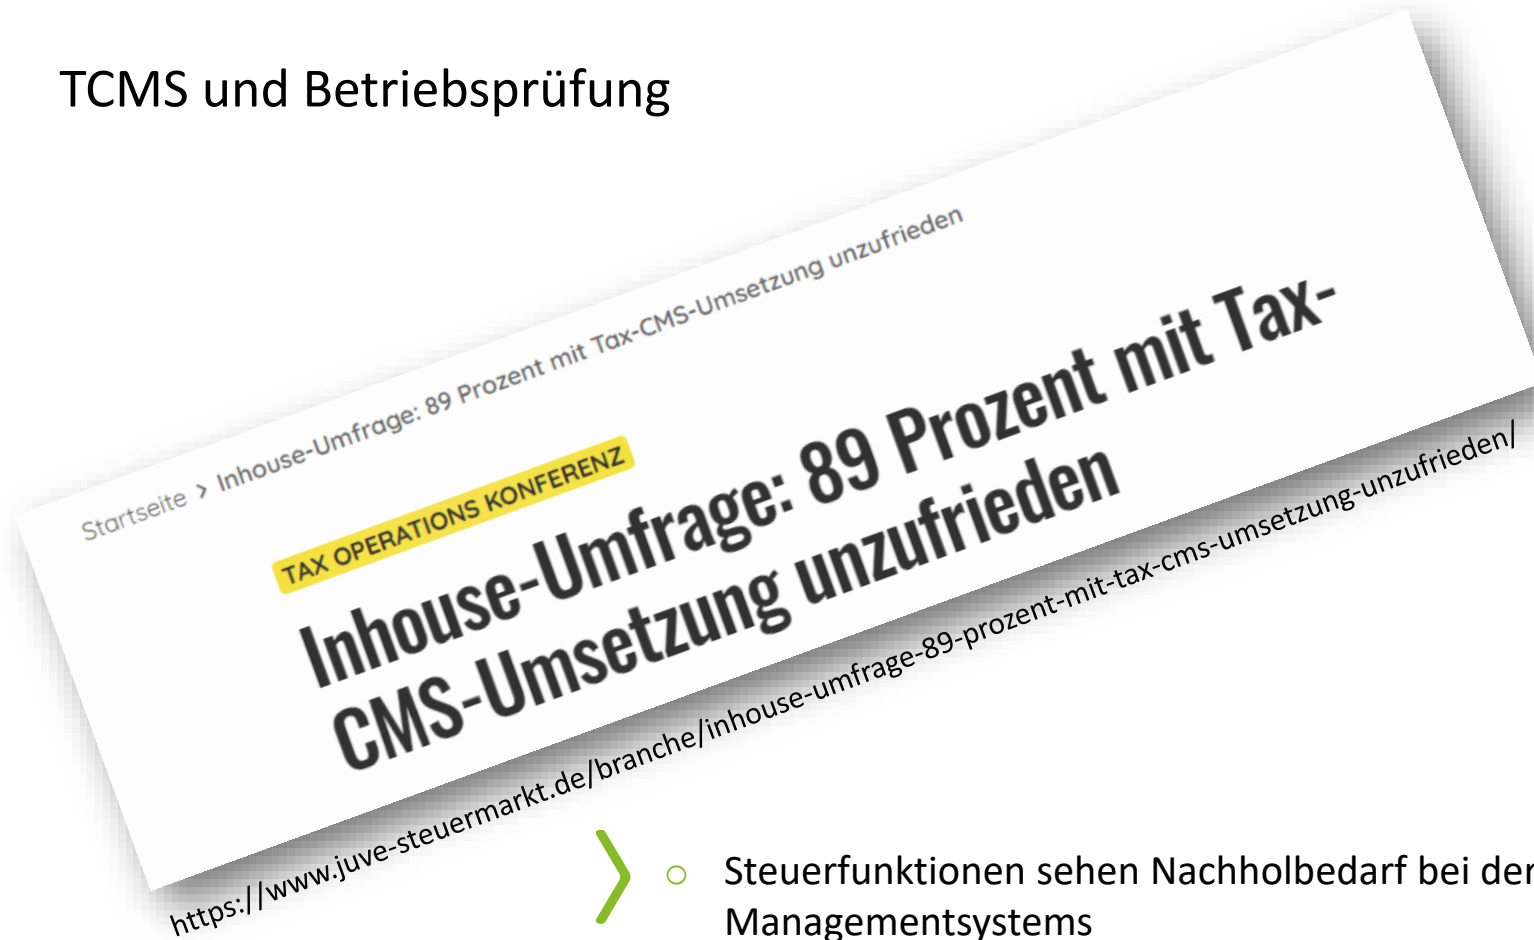 TCMS und Betriebsprüfung
Startseite > Inhouse-Umfrage: 89 Prozent mit Tax-CMS-Umsetzung unzufrieden
TAX OPERATIONS KONFERENZ
Inhouse-Umfrage: 89 Prozent mit Tax-
CMS-Umsetzung unzufrieden
https://www.juve-steuermarkt.de/branche/inhouse-umfrage-89-prozent-mit-tax-cms-umsetzung-unzufrieden/
Steuerfunktionen sehen Nachholbedarf bei der
Managementsystems